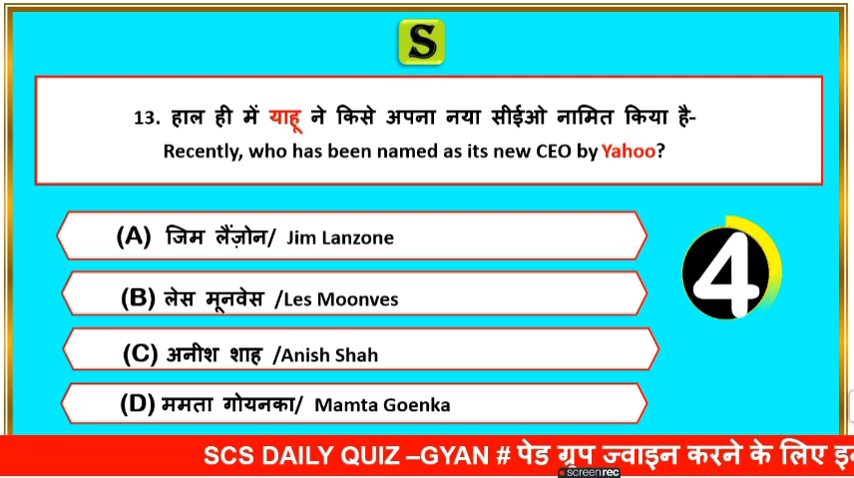 S
13. हाल ही में याहू ने किसे अपना नया सीईओ नामित किया है-
Recently, who has been named as its new CEO by Yahoo?
(A) जिम लैंज़ोन/ Jim Lanzone
4
(B) लेस मूनवेस /Les Moonves
(C) अनीश शाह /Anish Shah
(D) ममता गोयनका/ Mamta Goenka
SCS DAILY QUIZ –GYAN # पेड ग्रूप ज्वाइन करने के लिए इ
screenrec